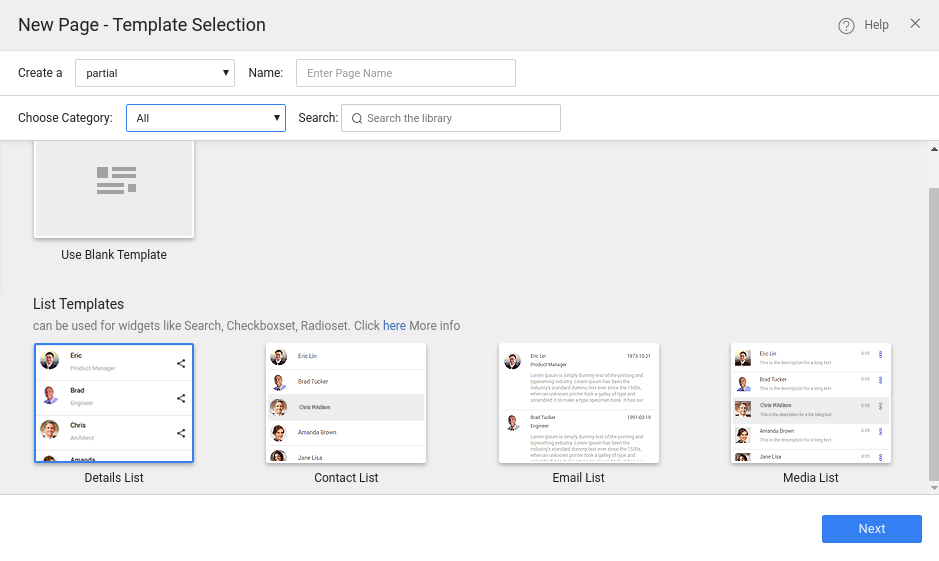 New Page - Template Selection
Help
Create a partial Name: Enter Page Name
Choose Category: All Search: Search the library
Use Blank Template
List Templates
can be used for widgets like Search, Checkboxset, Radioset. Click here More info
Eric
Product Manager
Brad
Engineer
Chris
Architect
Amanda
Details List
Eric Lin
Brad Tucker
Chris MAdison
Amanda Brown
Jane Lisa
Contact List
Eric Lin 1973-10-21
Product Manager
Lorem Ipsum is simply dummy text of the printing and
typesetting industry. Lorem Ipsum has been the
industry's standard dummy text ever since the 1500s,
when an unknown printer took a galley of type and
scrambled it to make a type specimen book. it has sur
Brad Tucker 1991-03-19
Engineer
Lorem Ipsum is simply dummy text of the printing and
typesetting industry. Lorem Ipsum has been the
industry's standard dummy text ever since the 1500s,
when an unknown printer took a galley of type and
Email List
Eric Lin
This is the description for a long text
Brad Tucker
This is the description for a long text
Chris MAdison
This is the description for a long text
Amanda Brown
This is the description for a long text
Jane Lisa
Media List
Next